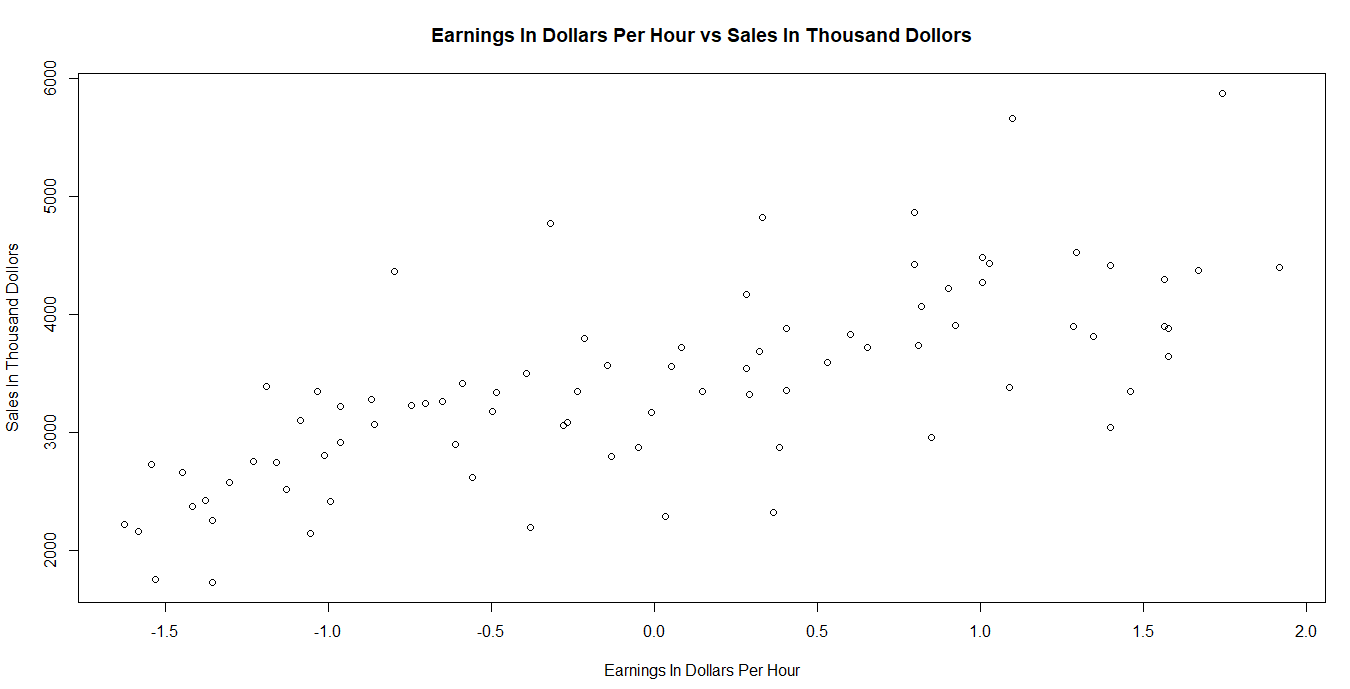 Earnings In Dollars Per Hour vs Sales In Thousand Dollors
6000
5000
4000
3000
2000
Sales In Thousand Dollors
-1.5 -1.0 -0.5 0.0 0.5 1.0 1.5 2.0
Earnings In Dollars Per Hour